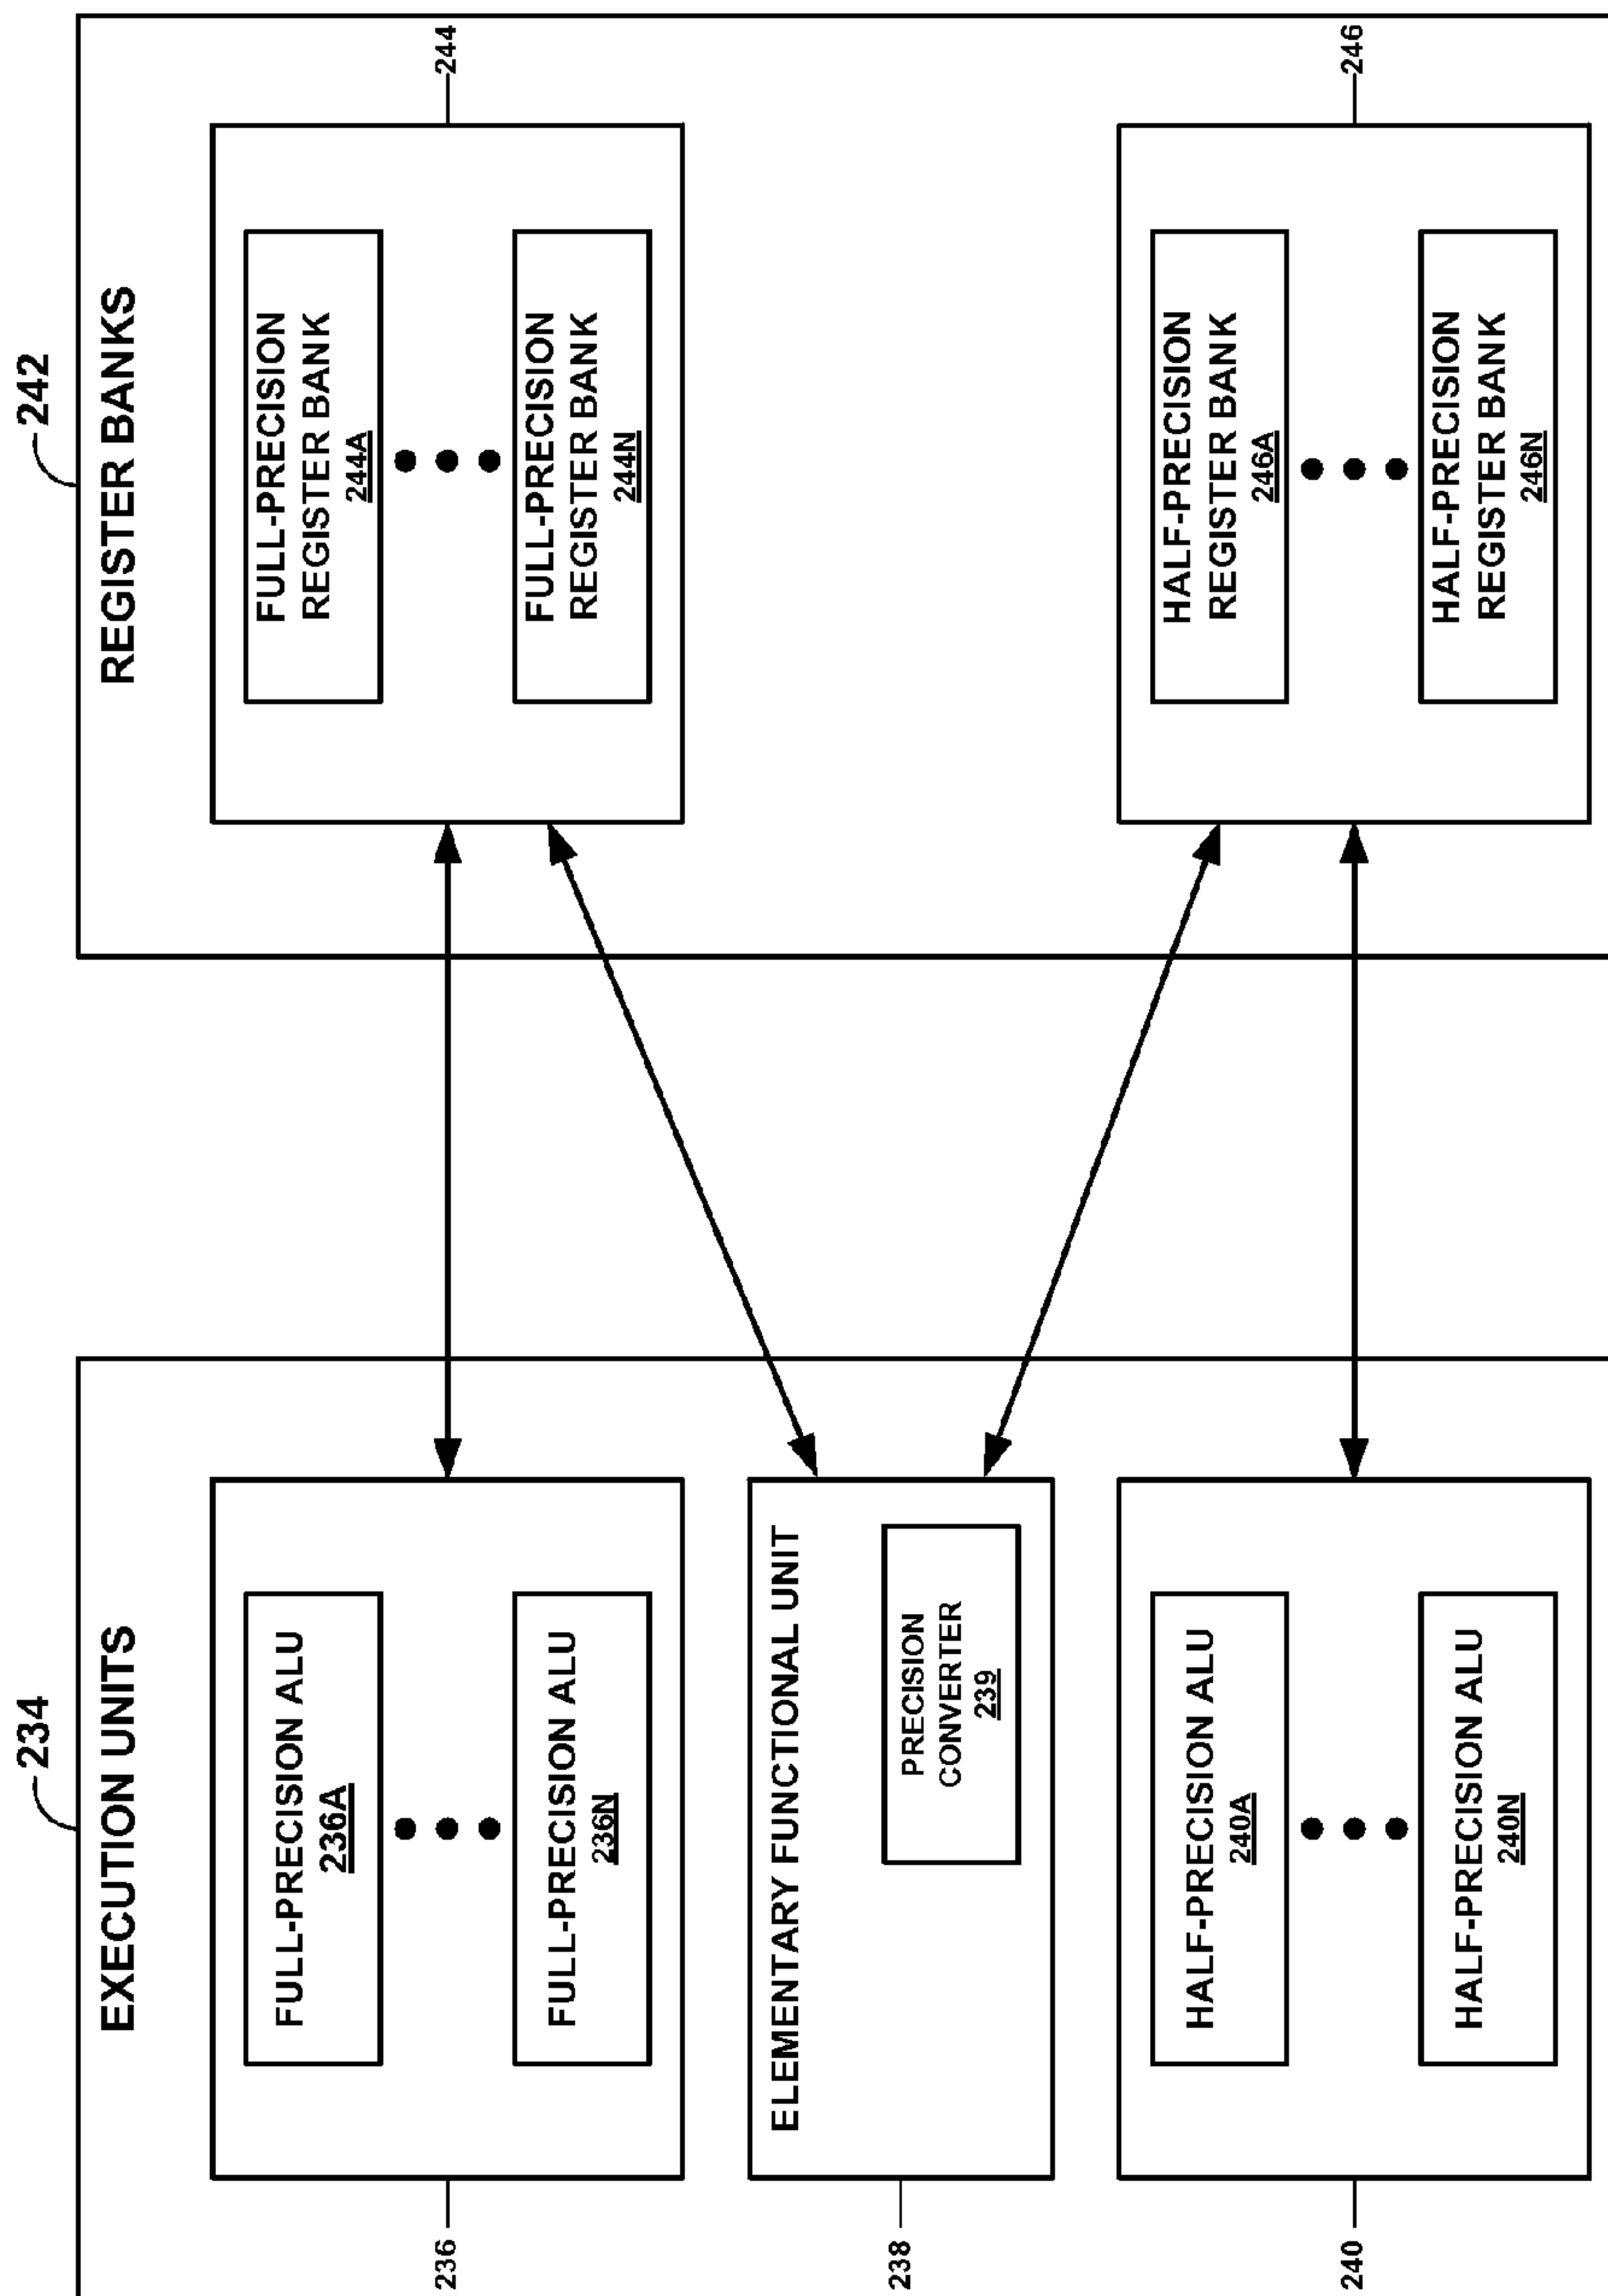 234
EXECUTION UNITS
236
FULL-PRECISION ALU
236A
FULL-PRECISION ALU
236N
238
ELEMENTARY FUNCTIONAL UNIT
PRECISION
CONVERTER
239
240
HALF-PRECISION ALU
240A
HALF-PRECISION ALU
240N
242
REGISTER BANKS
244
FULL-PRECISION
REGISTER BANK
244A
FULL-PRECISION
REGISTER BANK
244N
246
HALF-PRECISION
REGISTER BANK
246A
HALF-PRECISION
REGISTER BANK
246N